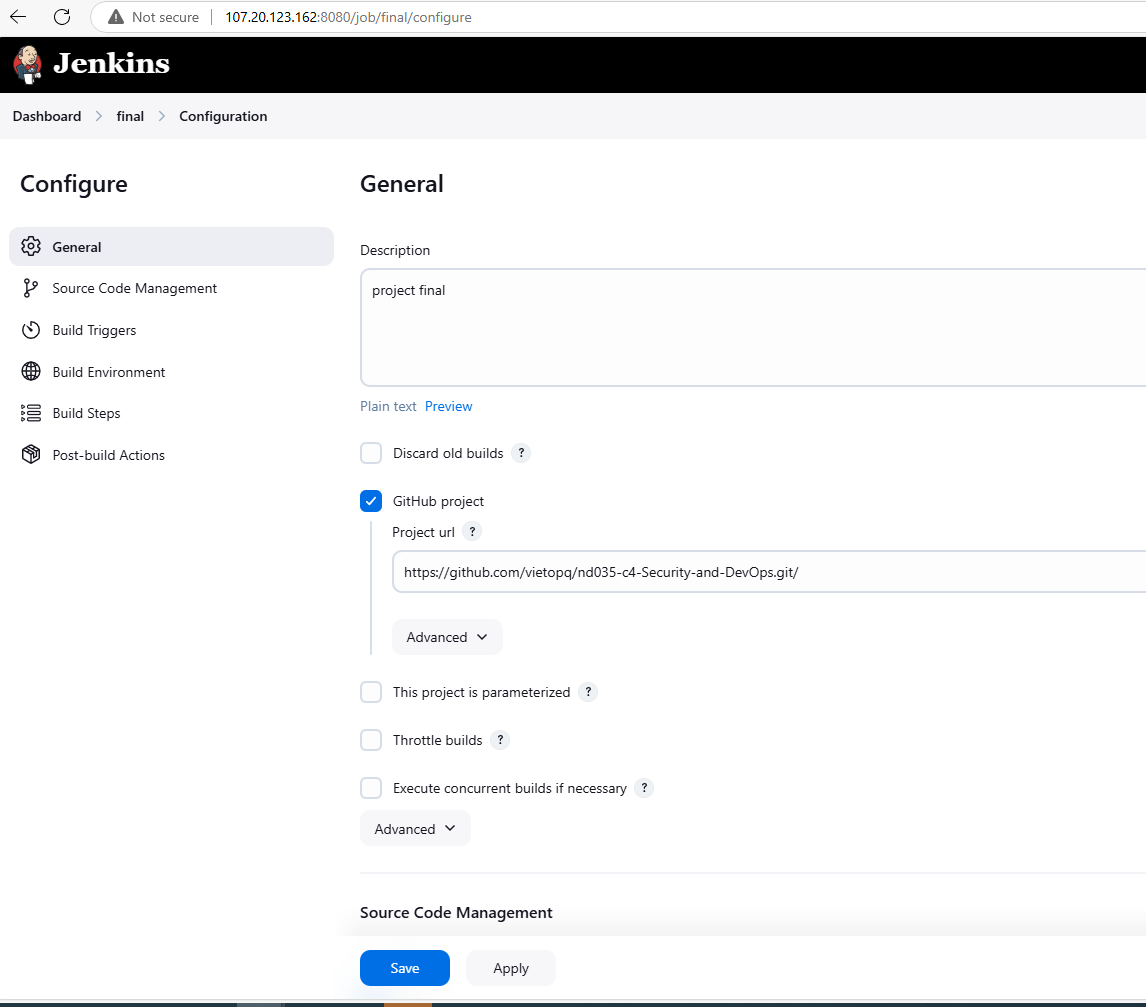 Not secure 107.20.123.162:8080/job/final/configure
Jenkins
Dashboard final Configuration
Configure
General
Source Code Management
Build Triggers
Build Environment
Build Steps
Post-build Actions
General
Description
project final
Plain text Preview
Discard old builds ?
GitHub project
Project url ?
https://github.com/vietopq/nd035-c4-Security-and-DevOps.git/
Advanced
This project is parameterized ?
Throttle builds ?
Execute concurrent builds if necessary ?
Advanced
Source Code Management
Save Apply